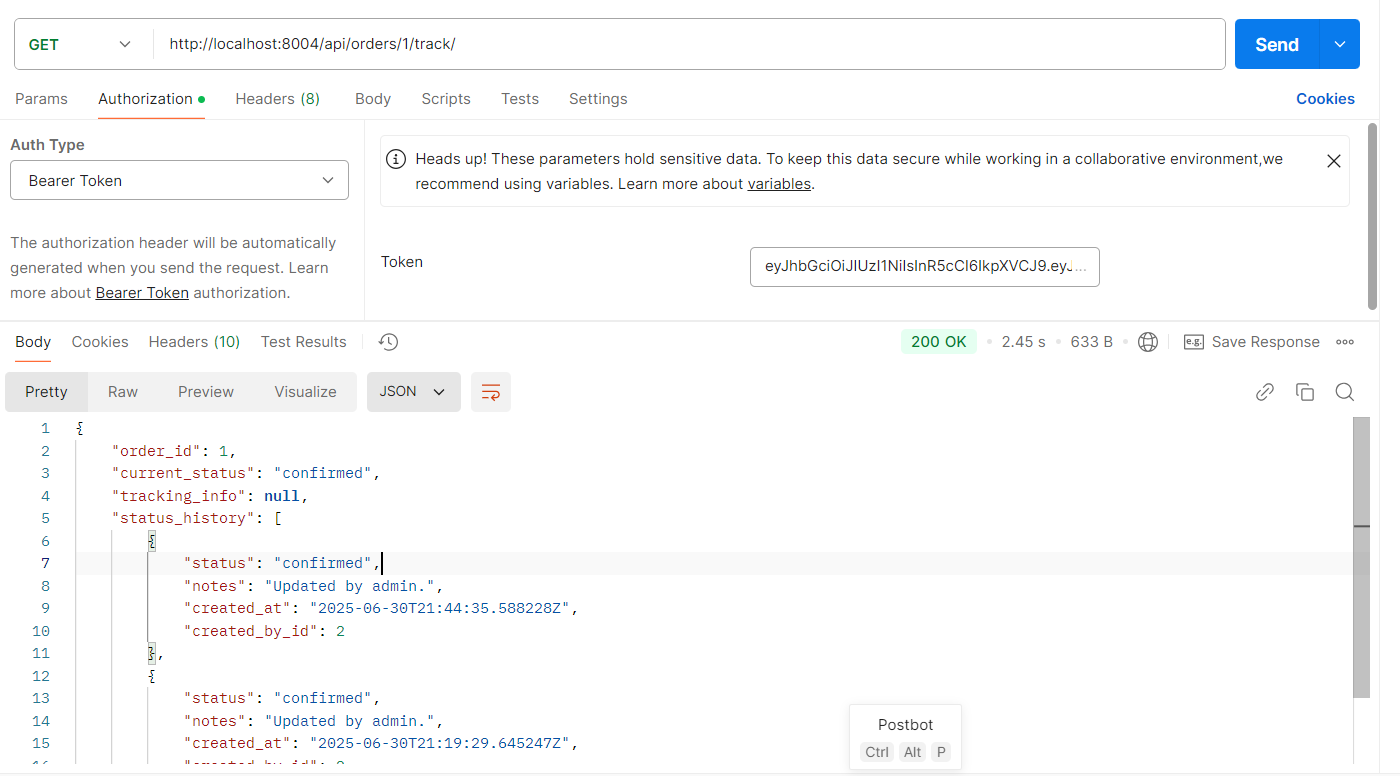 GET
http://localhost:8004/api/orders/1/track/
Send
Params
Authorization
Headers (8)
Body
Scripts
Tests
Settings
Cookies
Auth Type
Bearer Token
The authorization header will be automatically
generated when you send the request. Learn
more about Bearer Token authorization.
Heads up! These parameters hold sensitive data. To keep this data secure while working in a collaborative environment,we
recommend using variables. Learn more about variables.
Token
eyJhbGciOiJIUzI1NiIsInR5cCI6IkpXVCJ9.eyJ...
Body
Cookies
Headers (10)
Test Results
200 OK
2.45 s
633 B
e.g.
Save Response
Pretty
Raw
Preview
Visualize
JSON
1 {
2 "order_id": 1,
3 "current_status": "confirmed",
4 "tracking_info": null,
5 "status_history": [
6 {
7 "status": "confirmed",
8 "notes": "Updated by admin.",
9 "created_at": "2025-06-30T21:44:35.588228Z",
10 "created_by_id": 2
11 },
12 {
13 "status": "confirmed",
14 "notes": "Updated by admin.",
15 "created_at": "2025-06-30T21:19:29.645247Z",
Postbot
Ctrl Alt P